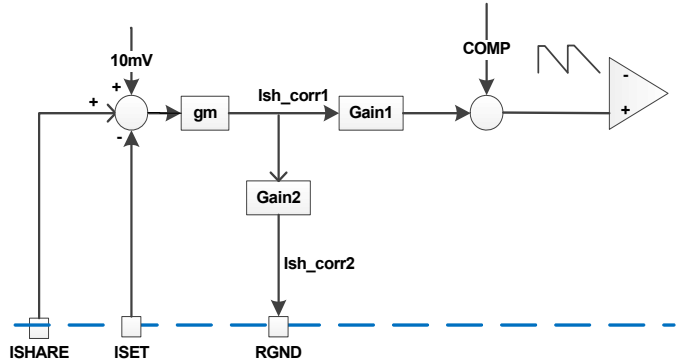 10mV
COMP
+
+
-
gm
Ish_corr1
Gain1
-
+
Gain2
Ish_corr2
ISHARE
ISET
RGND